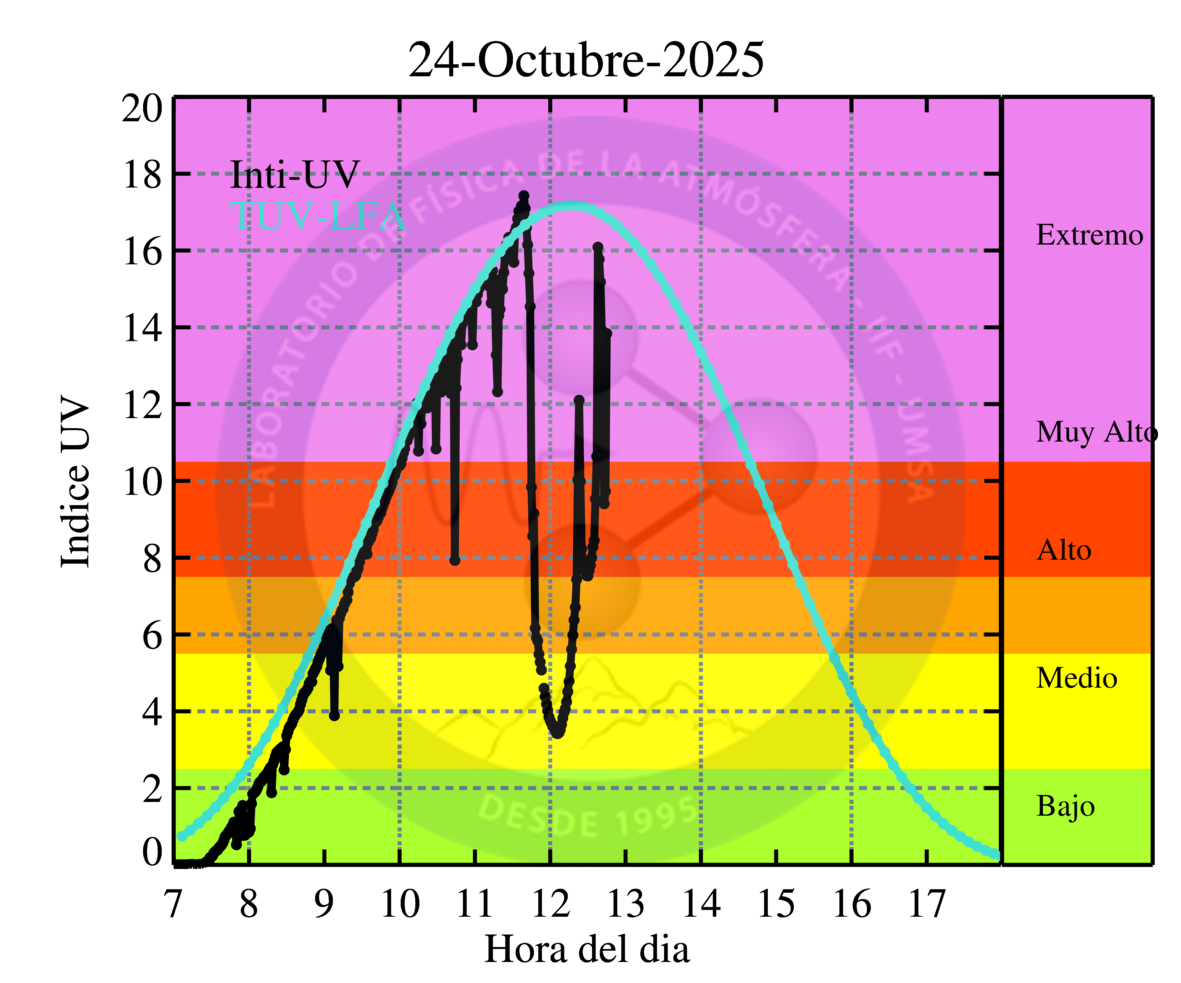 24-Octubre-2025
Inti-UV
TUV-LFA
LABORATORIO DE FÍSICA DE LA ATMÓSFERA - IIF - UMSA
DESDE 1995
Indice UV
20
18
16
14
12
10
8
6
4
2
0
7 8 9 10 11 12 13 14 15 16 17
Hora del dia
Extremo
Muy Alto
Alto
Medio
Bajo